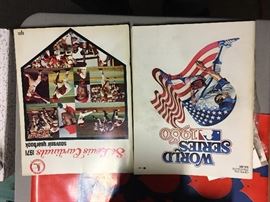 St. Louis Cardinals
1971 souvenir yearbook
WORLD
SERIES
1980